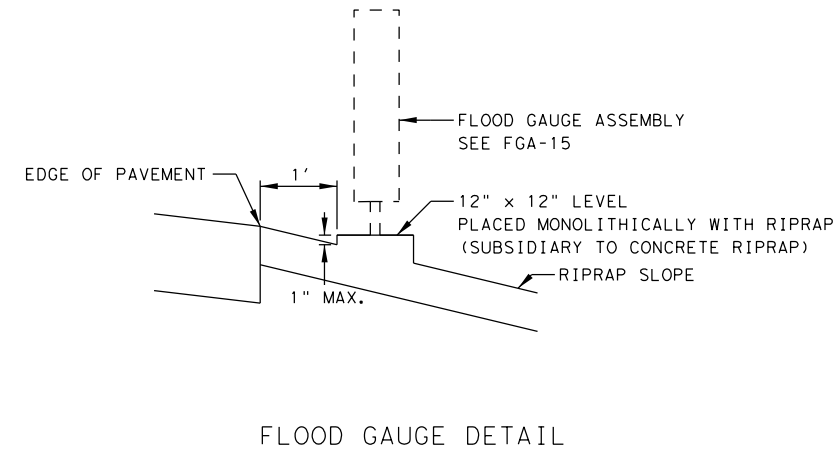 FLOOD GAUGE ASSEMBLY
SEE FGA-15
EDGE OF PAVEMENT
1'
12" x 12" LEVEL
PLACED MONOLITHICALLY WITH RIPRAP
(SUBSIDIARY TO CONCRETE RIPRAP)
RIPRAP SLOPE
1" MAX.
FLOOD GAUGE DETAIL